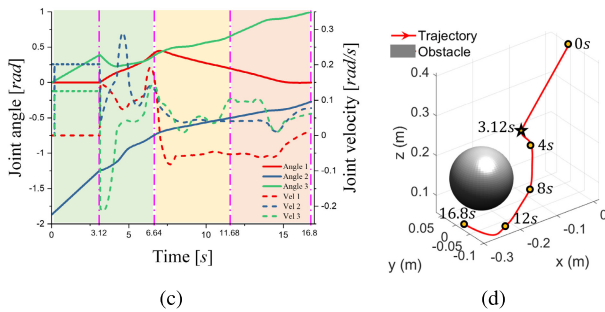 Joint angle [rad]
1
0.5
0
-0.5
-1
-1.5
-2
0.3
0.2
0.1
0
-0.1
-0.2
Joint velocity [rad/s]
Angle 1
Angle 2
Angle 3
Vel 1
Vel 2
Vel 3
0 3.12 5 6.64 10 11.68 15 16.8
Time [s]
(c)
Trajectory
Obstacle
0s
3.12s
4s
8s
12s
16.8s
z (m)
0.4
0.3
0.2
0.1
0.05
0
-0.05
-0.1
y (m)
-0.3
-0.2
-0.1
0
x (m)
(d)